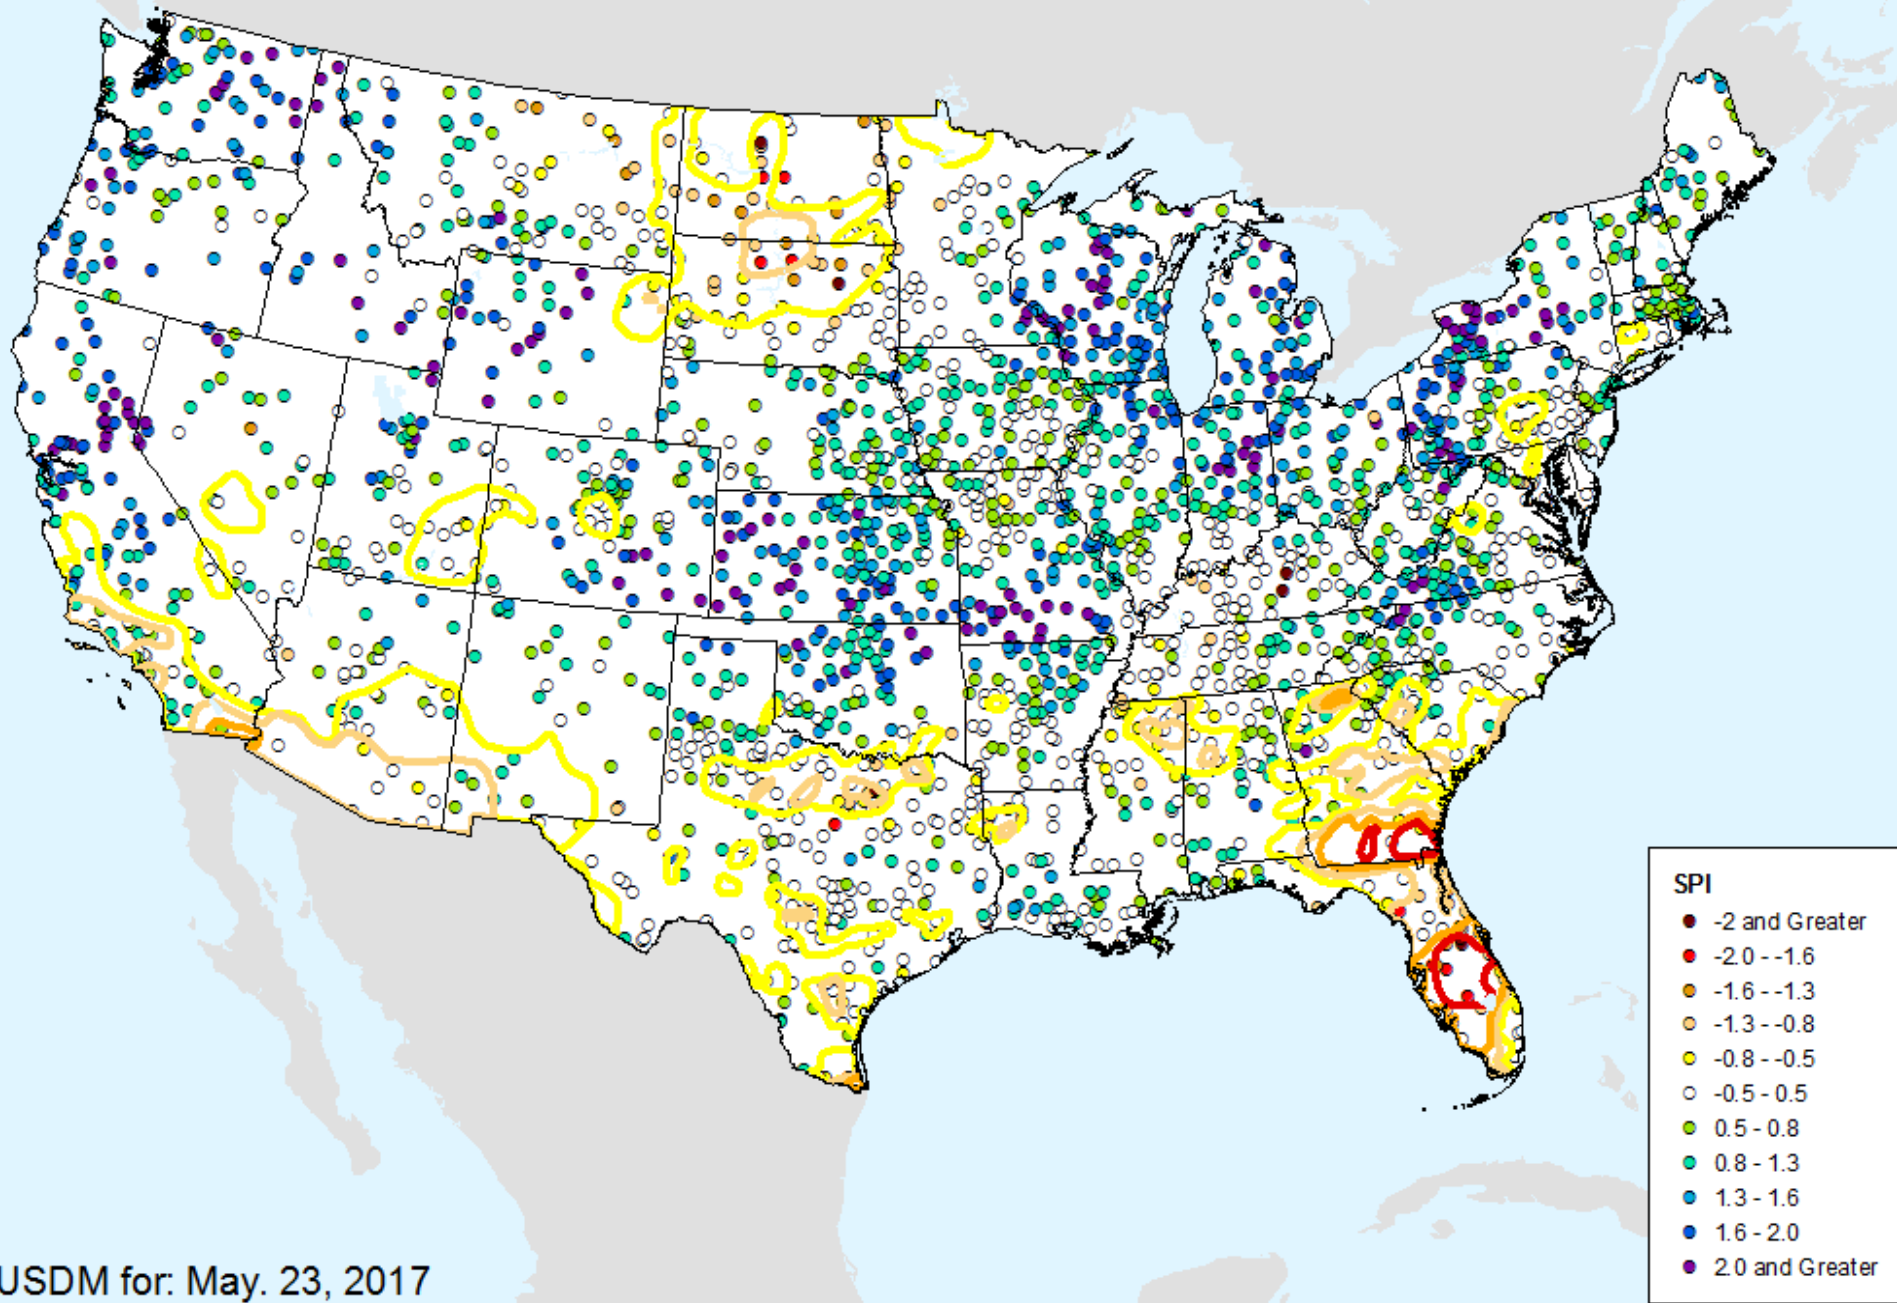 SPI
-2 and Greater
-2.0 - -1.6
-1.6 - -1.3
-1.3 - -0.8
-0.8 - -0.5
-0.5 - 0.5
0.5 - 0.8
0.8 - 1.3
1.3 - 1.6
1.6 - 2.0
2.0 and Greater
USDM for: May. 23, 2017